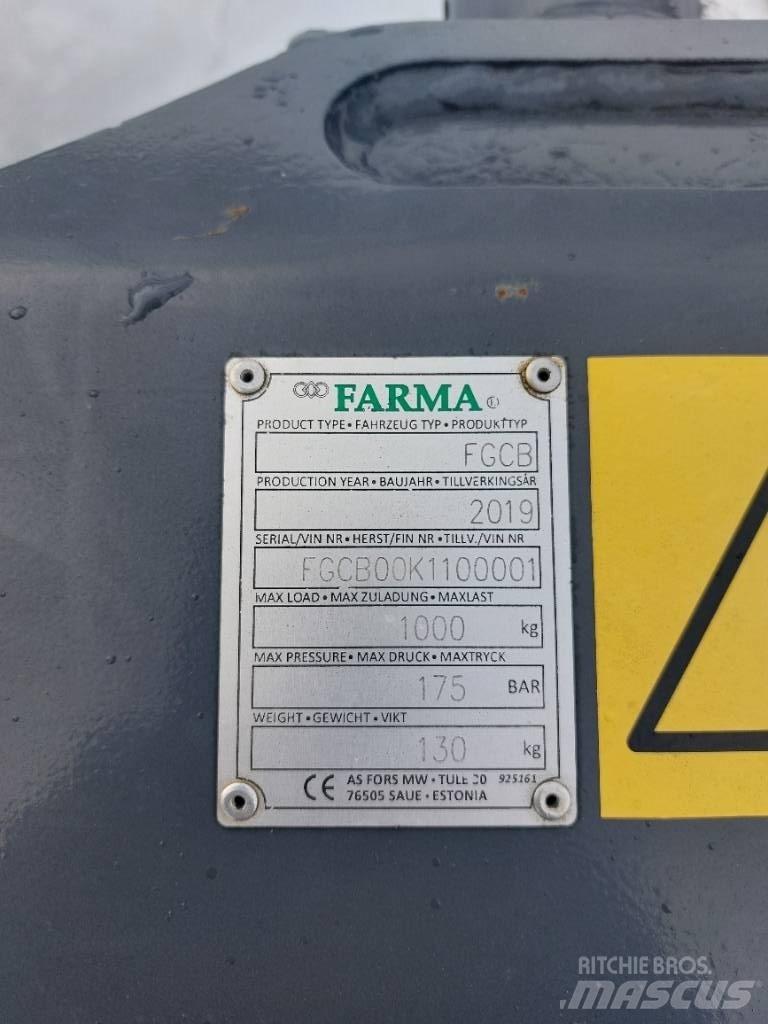 FARMA
PRODUCT TYPE • FAHRZEUG TYP • PRODUKTTYP
FGCB
PRODUCTION YEAR • BAUJAHR • TILLVERKINGSÅR
2019
SERIAL/VIN NR • HERST/FIN NR • TILLV./VIN NR
FGCB00K1100001
MAX LOAD • MAX ZULADUNG • MAXLAST
1000 kg
MAX PRESSURE • MAX DRUCK • MAXTRYCK
175 BAR
WEIGHT • GEWICHT • VIKT
130 kg
CE AS FORS MW • TULE 925161
76505 SAUE • ESTONIA
RITCHIE BROS.
MASCUS